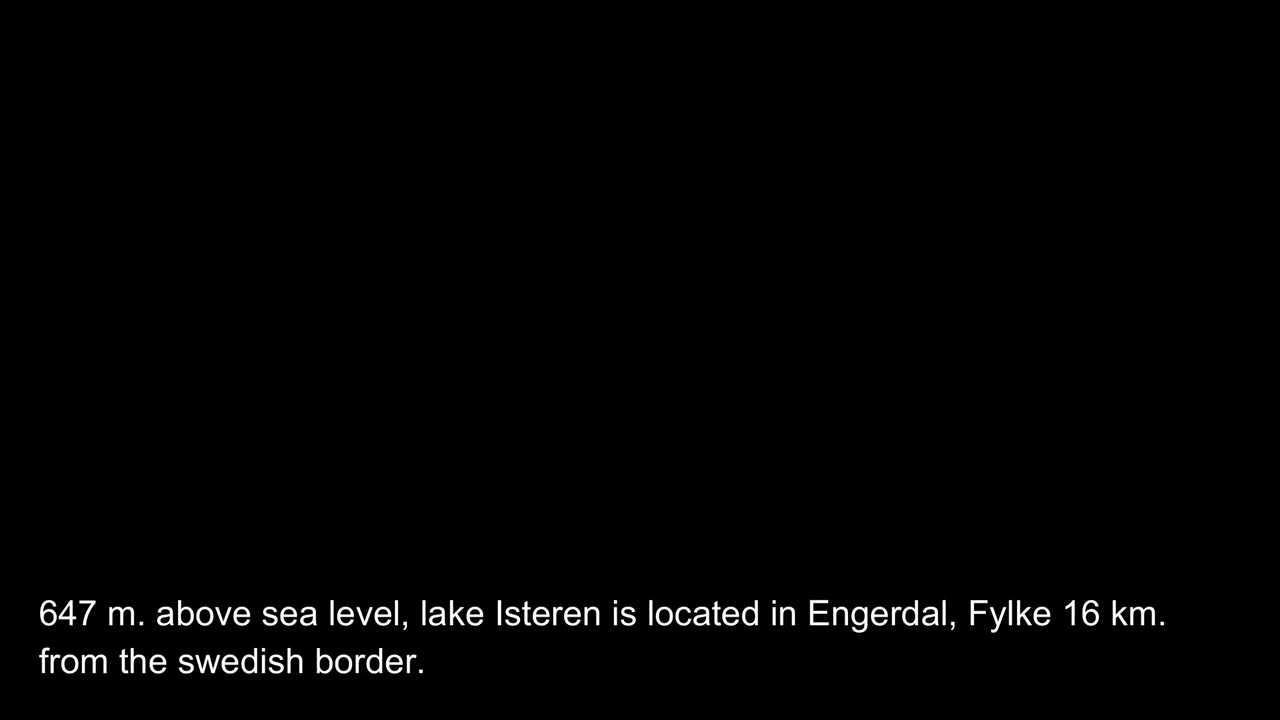 647 m. above sea level, lake Isteren is located in Engerdal, Fylke 16 km.
from the swedish border.